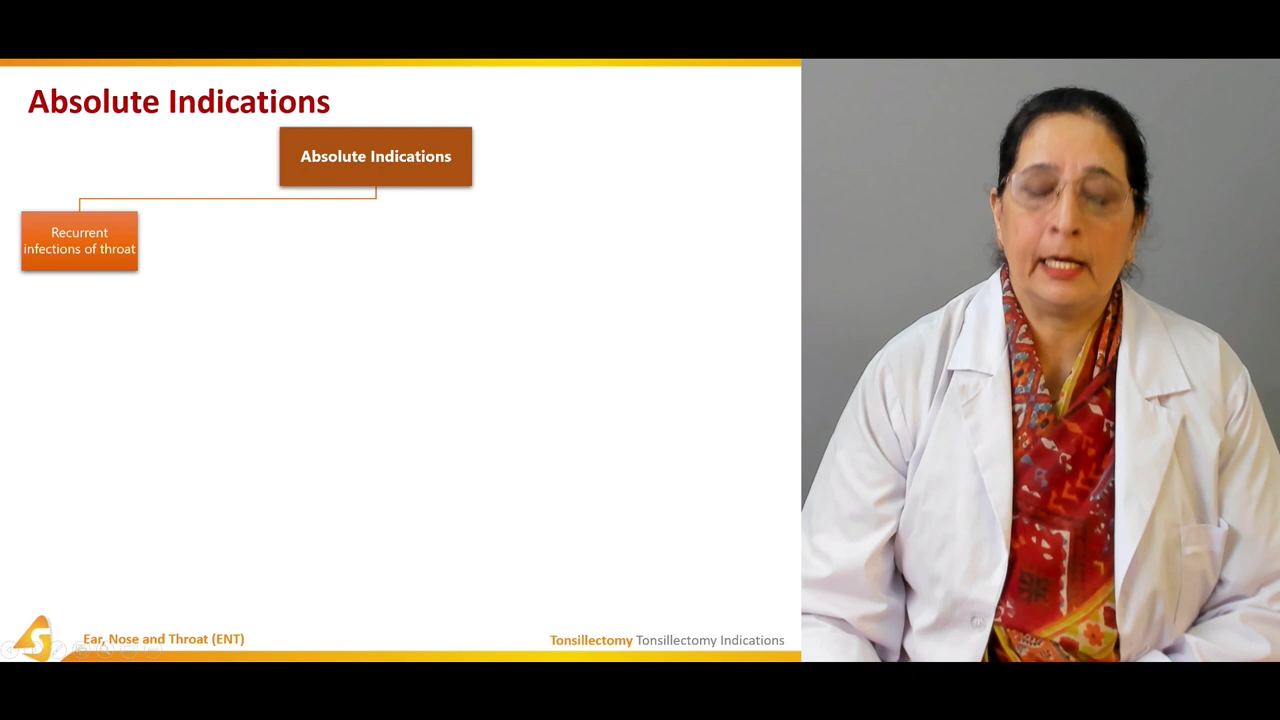 Absolute Indications
Absolute Indications
Recurrent
infections of throat
S
Ear, Nose and Throat (ENT)
Tonsillectomy Tonsillectomy Indications